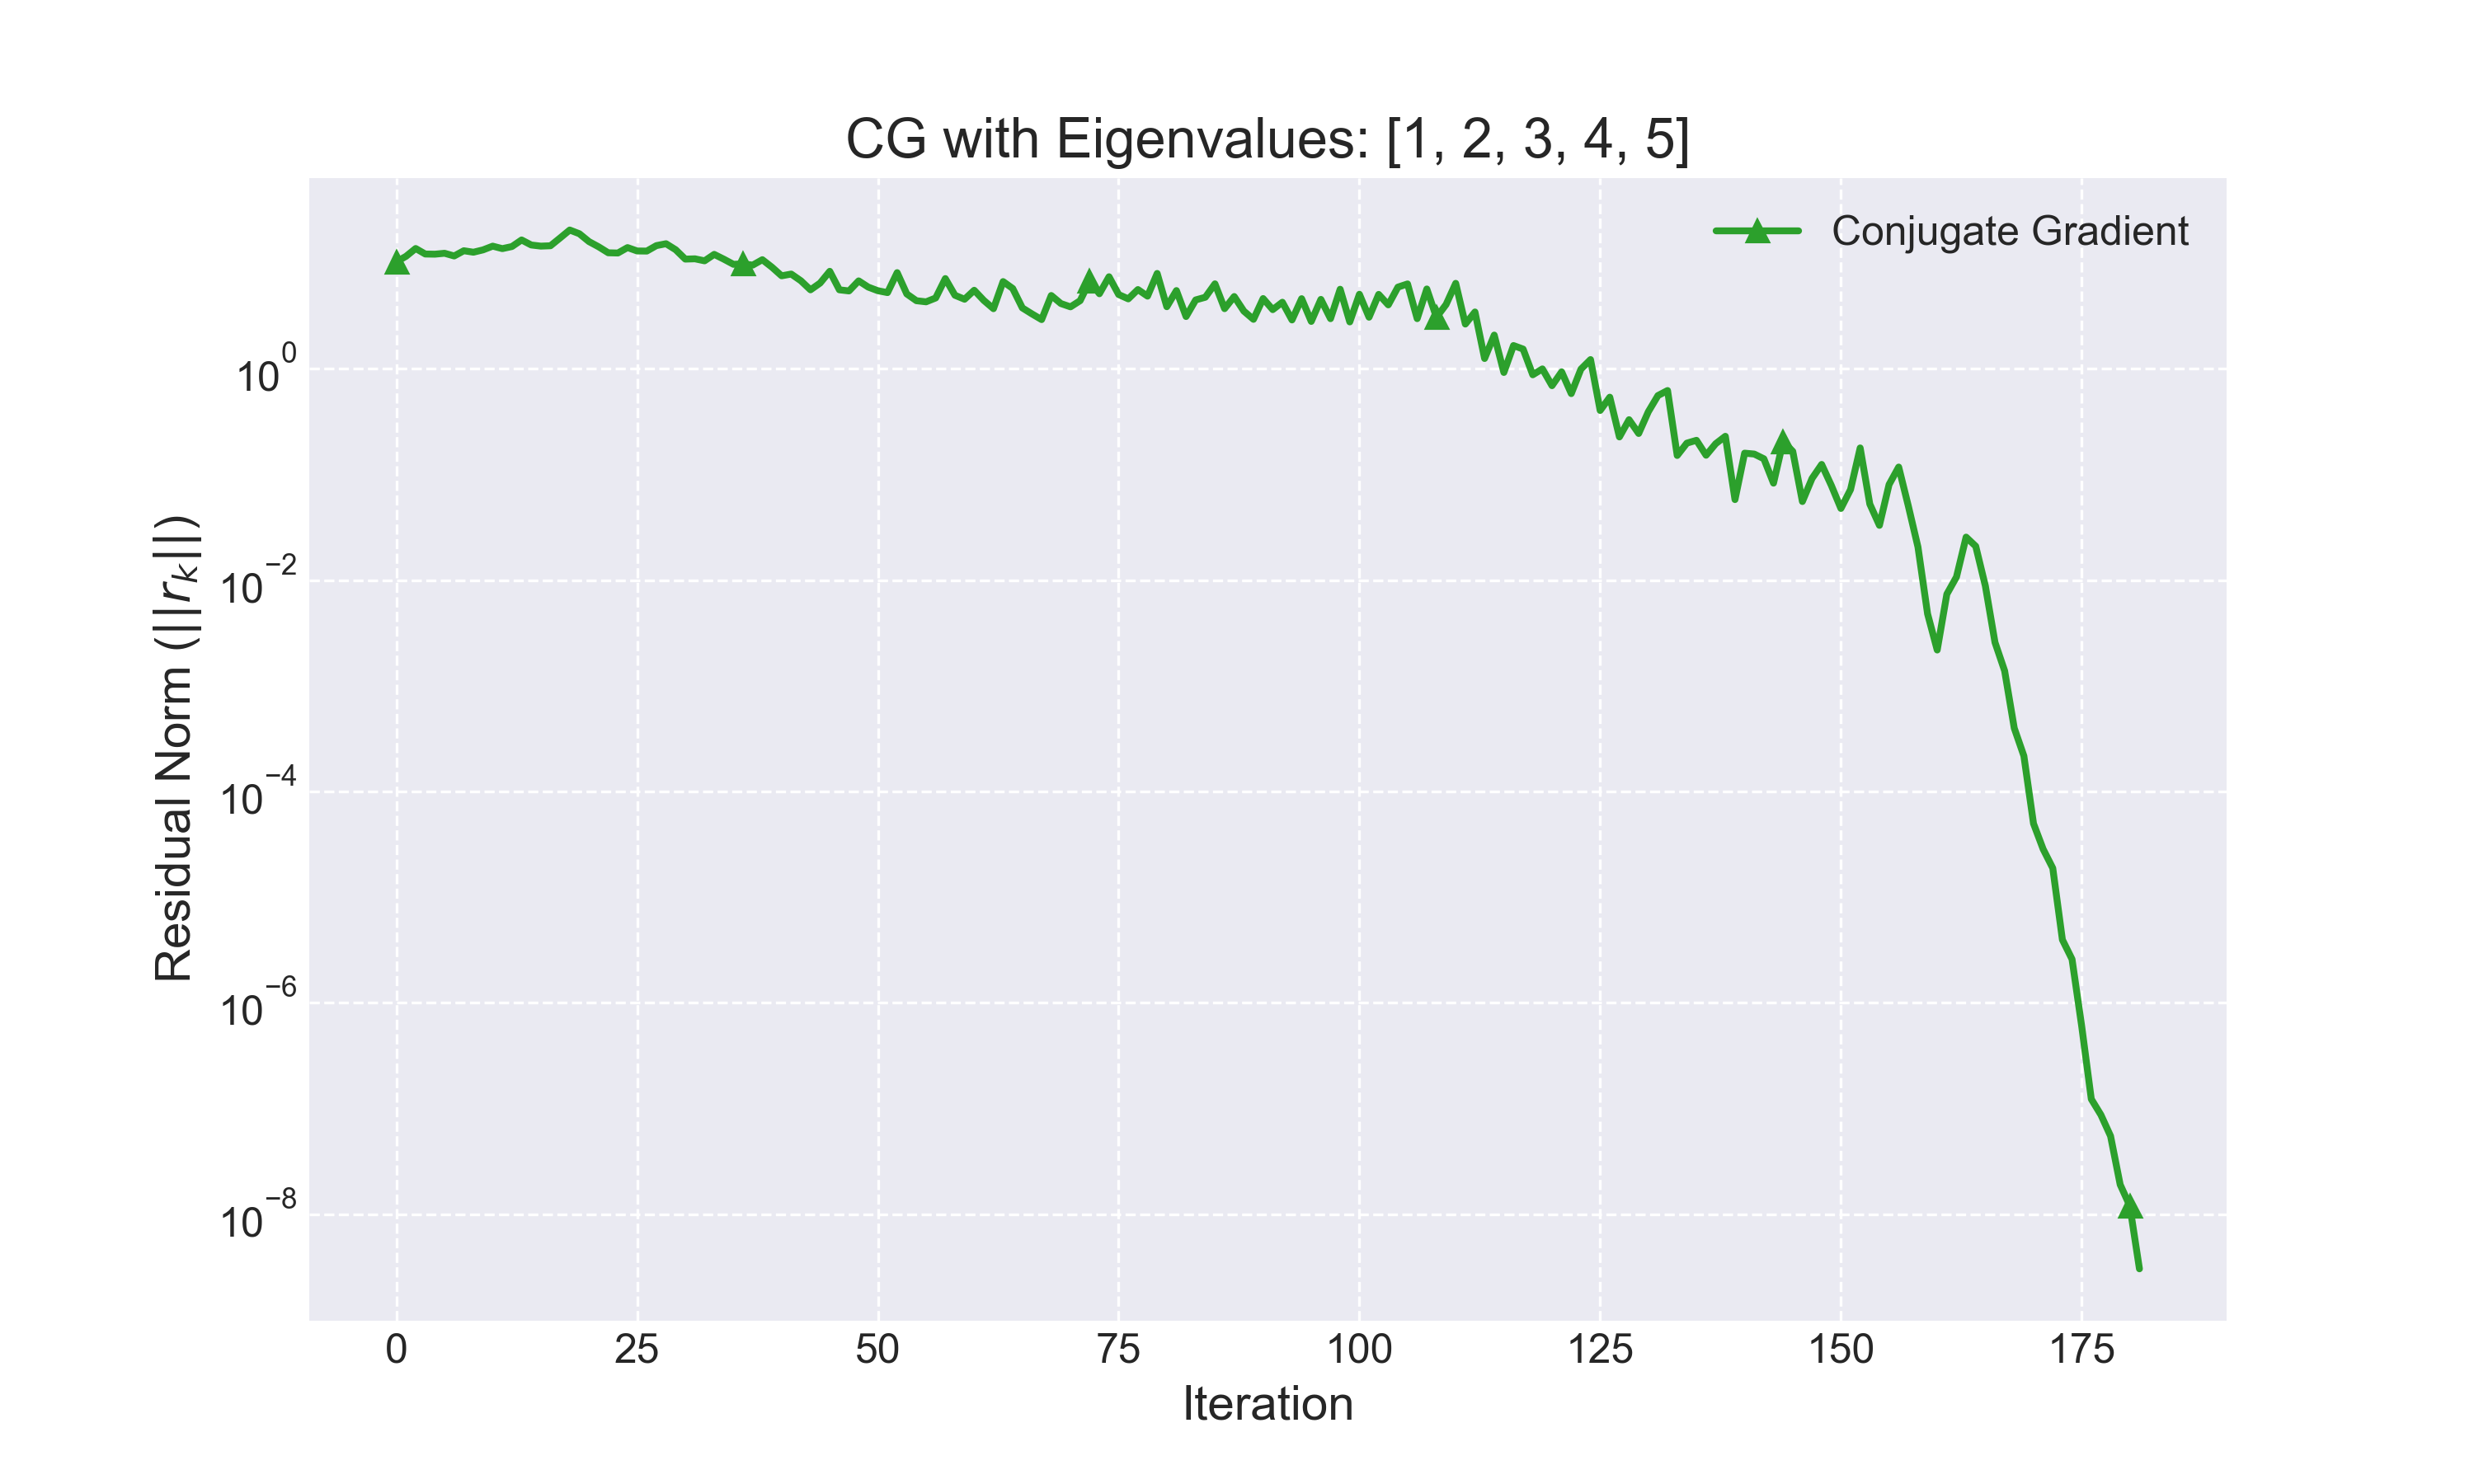 CG with Eigenvalues: [1, 2, 3, 4, 5]
Conjugate Gradient
Residual Norm (||r_k||)
10^0
10^−2
10^−4
10^−6
10^−8
0 25 50 75 100 125 150 175
Iteration